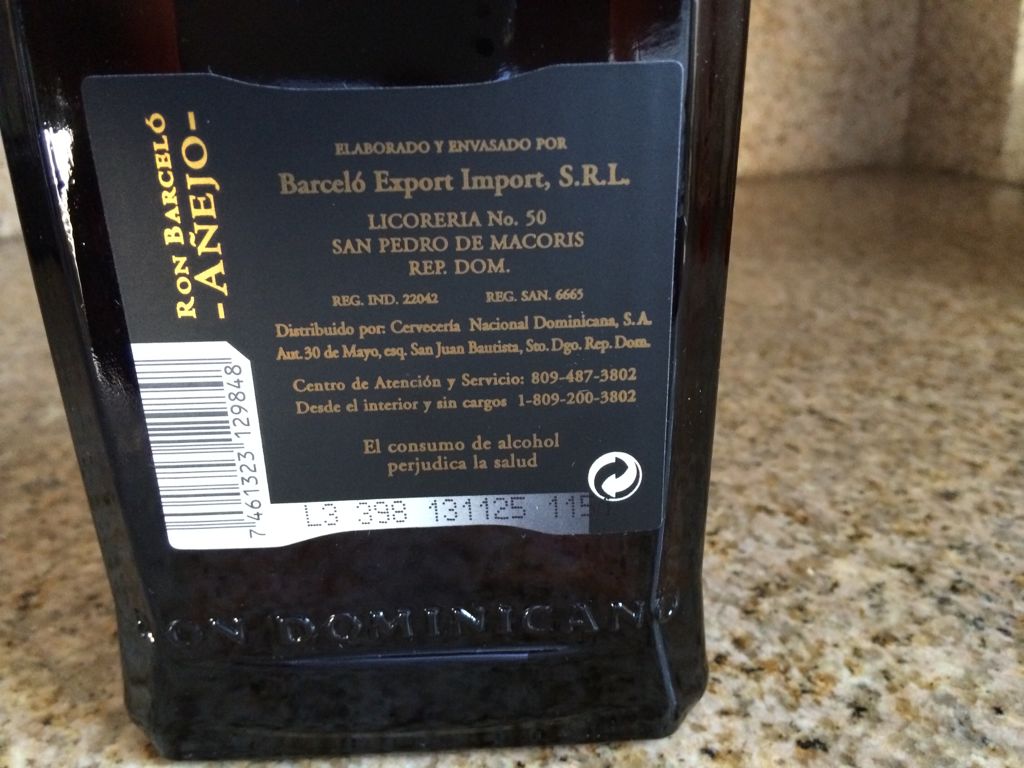 RON BARCELÓ
-AÑEJO-
ELABORADO Y ENVASADO POR
Barceló Export Import, S.R.L.
LICORERIA No. 50
SAN PEDRO DE MACORIS
REP. DOM.
REG. IND. 22042 REG. SAN. 6665
Distribuido por: Cervecería Nacional Dominicana, S.A.
Aut. 30 de Mayo, esq. San Juan Bautista, Sto. Dgo. Rep. Dom.
Centro de Atención y Servicio: 809-487-3802
Desde el interior y sin cargos 1-809-200-3802
El consumo de alcohol
perjudica la salud
7 461323 129848
L3 398 131125
RON DOMINICANO